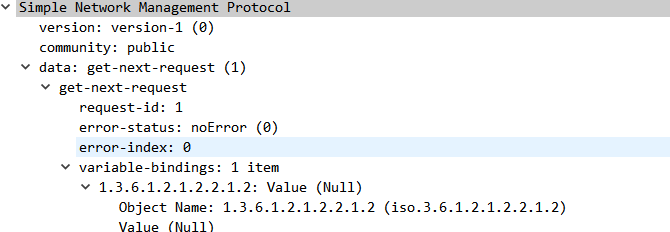 Simple Network Management Protocol
version: version-1 (0)
community: public
data: get-next-request (1)
get-next-request
request-id: 1
error-status: noError (0)
error-index: 0
variable-bindings: 1 item
1.3.6.1.2.1.2.2.1.2: Value (Null)
Object Name: 1.3.6.1.2.1.2.2.1.2 (iso.3.6.1.2.1.2.2.1.2)
Value (Null)